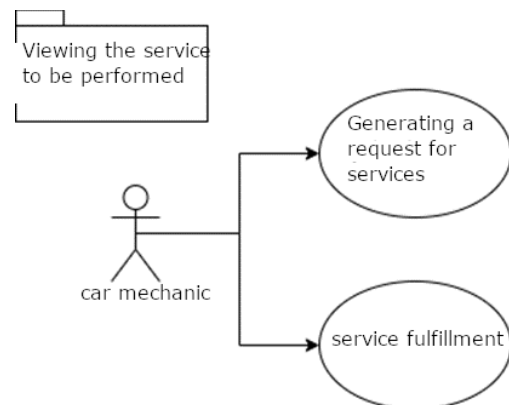 Viewing the service
to be performed
Generating a
request for
services
car mechanic
service fulfillment